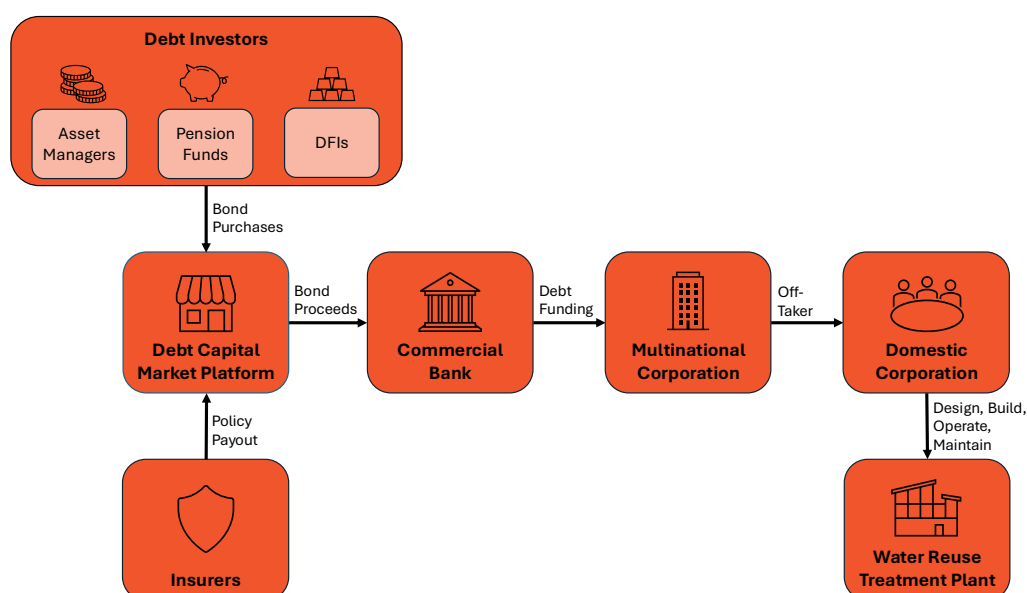 Debt Investors
Asset
Managers
Pension
Funds
DFIs
Bond
Purchases
Debt Capital
Market Platform
Bond
Proceeds
Commercial
Bank
Debt
Funding
Multinational
Corporation
Off-
Taker
Domestic
Corporation
Policy
Payout
Design, Build,
Operate,
Maintain
Insurers
Water Reuse
Treatment Plant